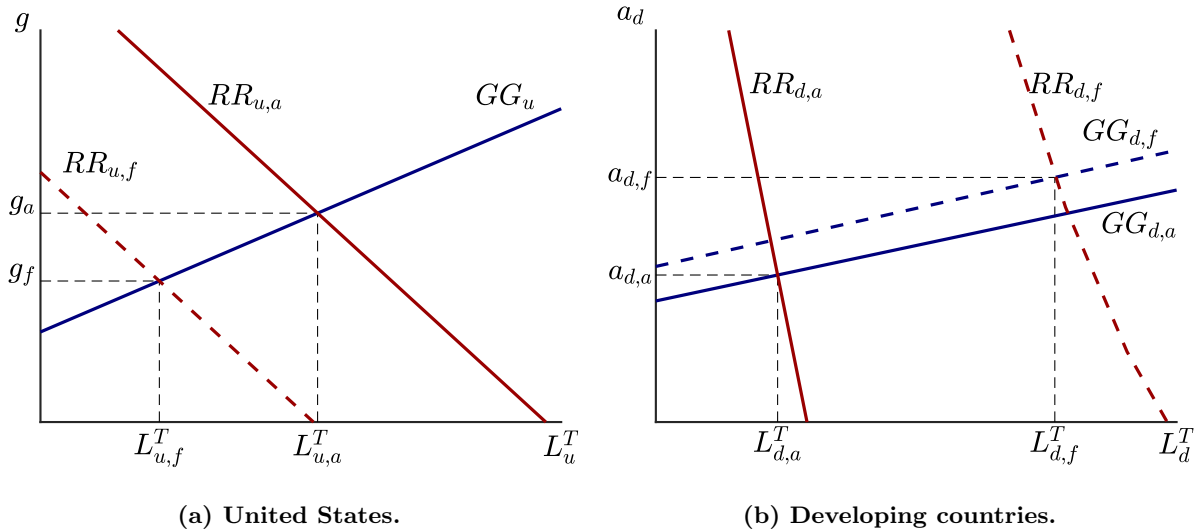 g
RR_{u,a}
GG_u
RR_{u,f}
g_a
g_f
L^T_{u,f}
L^T_{u,a}
L^T_u
(a) United States.
a_d
RR_{d,a}
RR_{d,f}
GG_{d,f}
a_{d,f}
GG_{d,a}
a_{d,a}
L^T_{d,a}
L^T_{d,f}
L^T_d
(b) Developing countries.